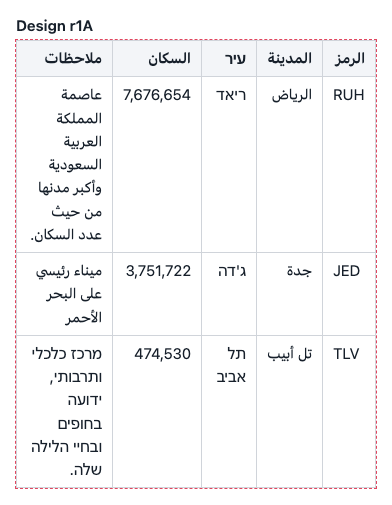 Design r1A
الرمز المدينة עיר السكان ملاحظات
RUH الرياض ריאד 7,676,654 عاصمة
المملكة
العربية
السعودية
وأكبر مدنها
من حيث
عدد السكان.
JED جدة ג'דה 3,751,722 ميناء رئيسي
على البحر
الأحمر
TLV تل أبيب תל 474,530 מרכז כלכלי
אביב ותרבותי,
ידועה
בחופים
ובחיי הלילה
שלה.